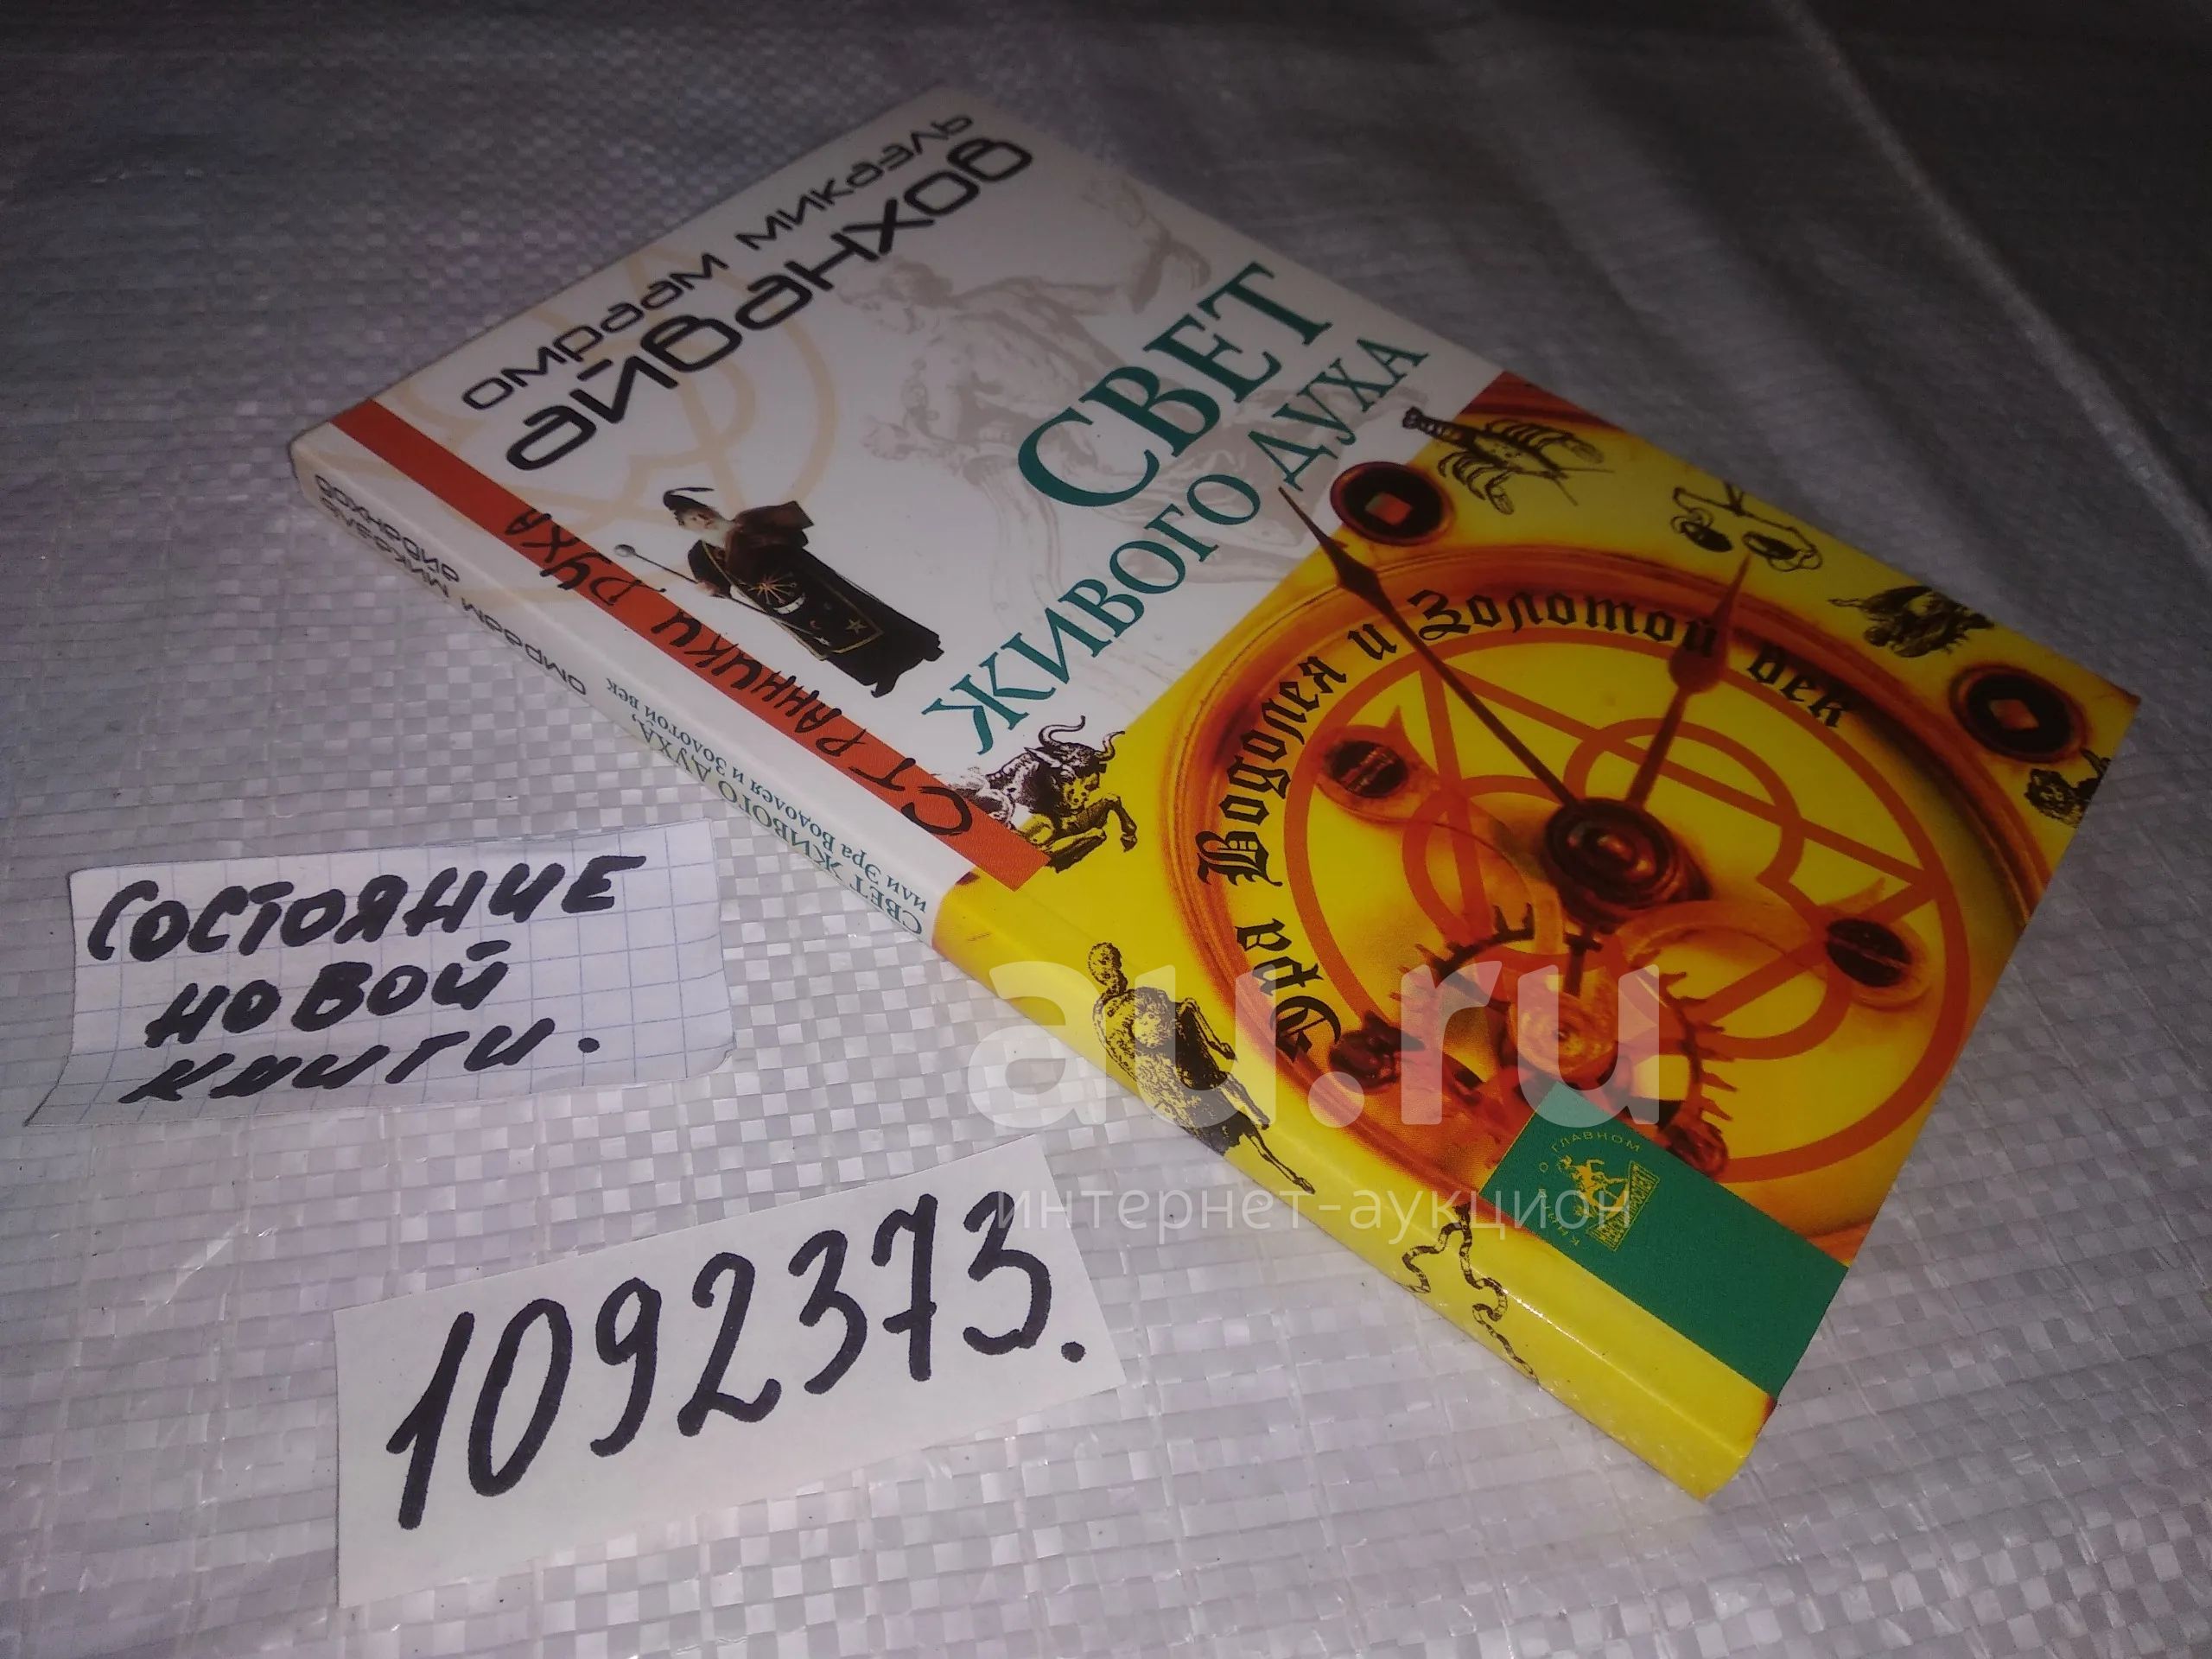 омраам микаэль
айванхов
СВЕТ
ЖИВОГО ДУХА
СТРАННИКИ ДУХА
Эра Водолея и Золотой век
омраам микаэль
айванхов
СВЕТ ЖИВОГО ДУХА,
или Эра Водолея и Золотой век
О ГЛАВНОМ
СОСТОЯНИЕ
НОВОЙ
КНИГИ.
1092373.
au.ru
интернет-аукцион